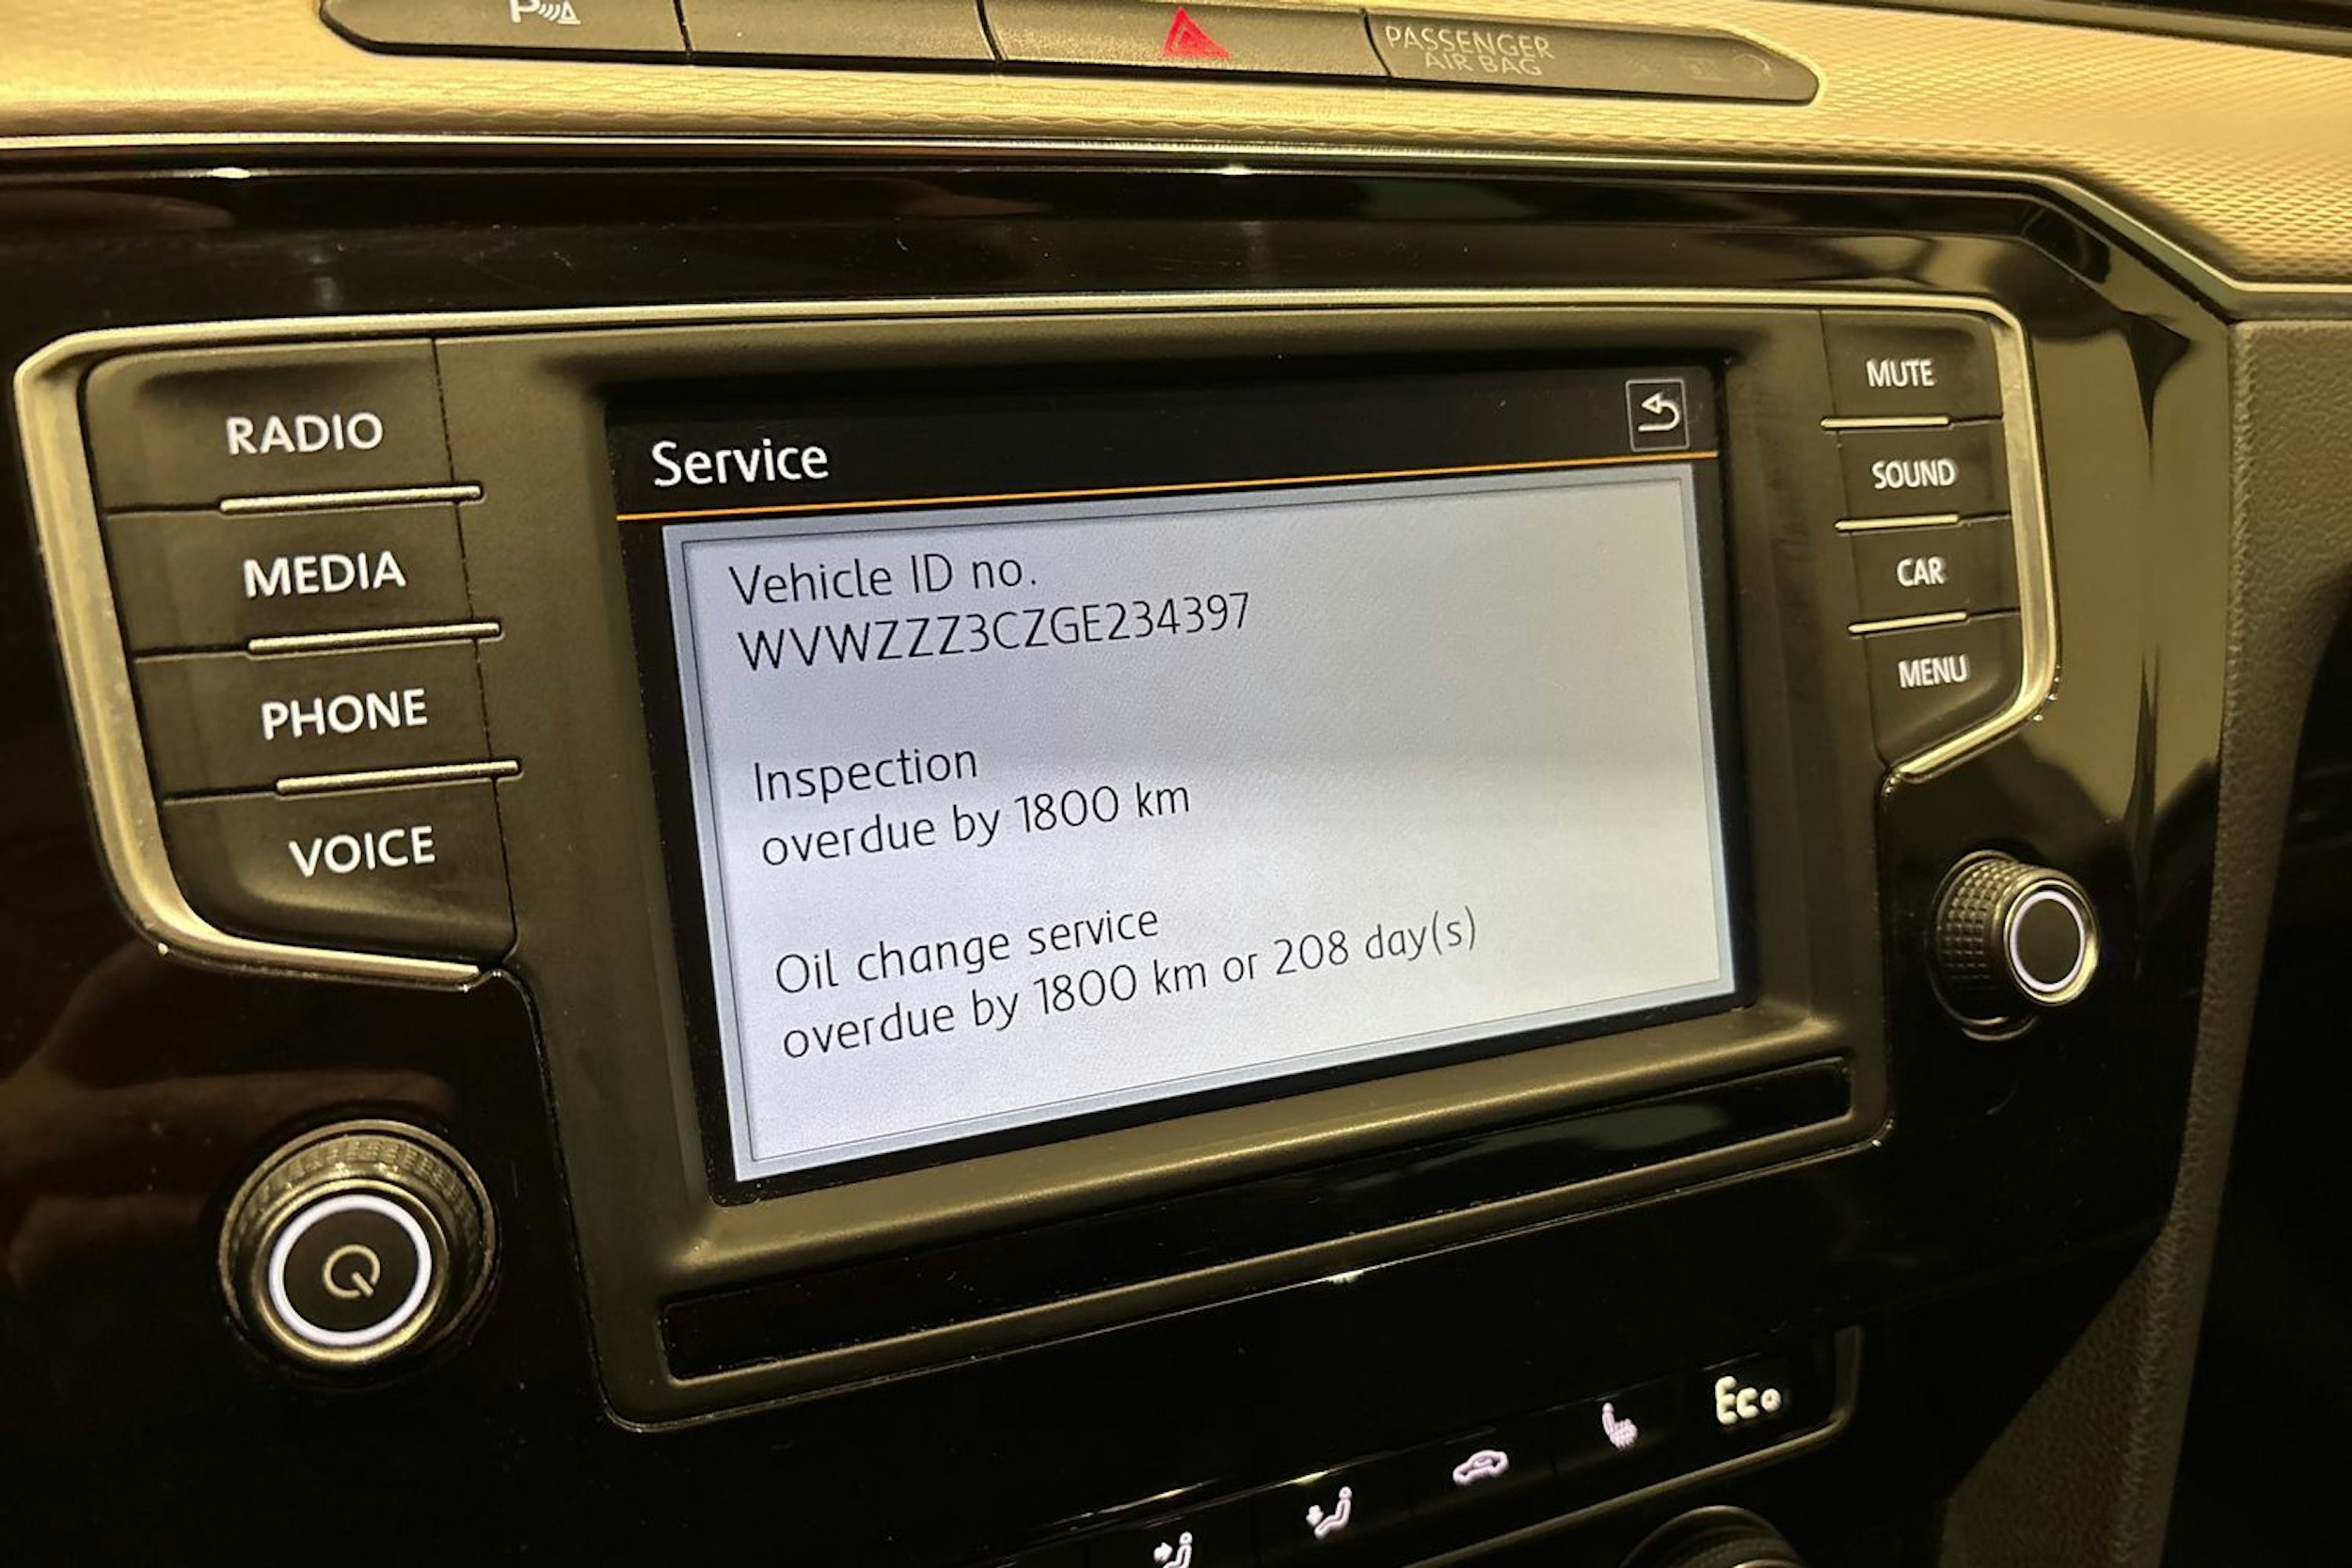 P
PASSENGER
AIR BAG
RADIO
MEDIA
PHONE
VOICE
Service
Vehicle ID no.
WVWZZZ3CZGE234397
Inspection
overdue by 1800 km
Oil change service
overdue by 1800 km or 208 day(s)
MUTE
SOUND
CAR
MENU
Eco